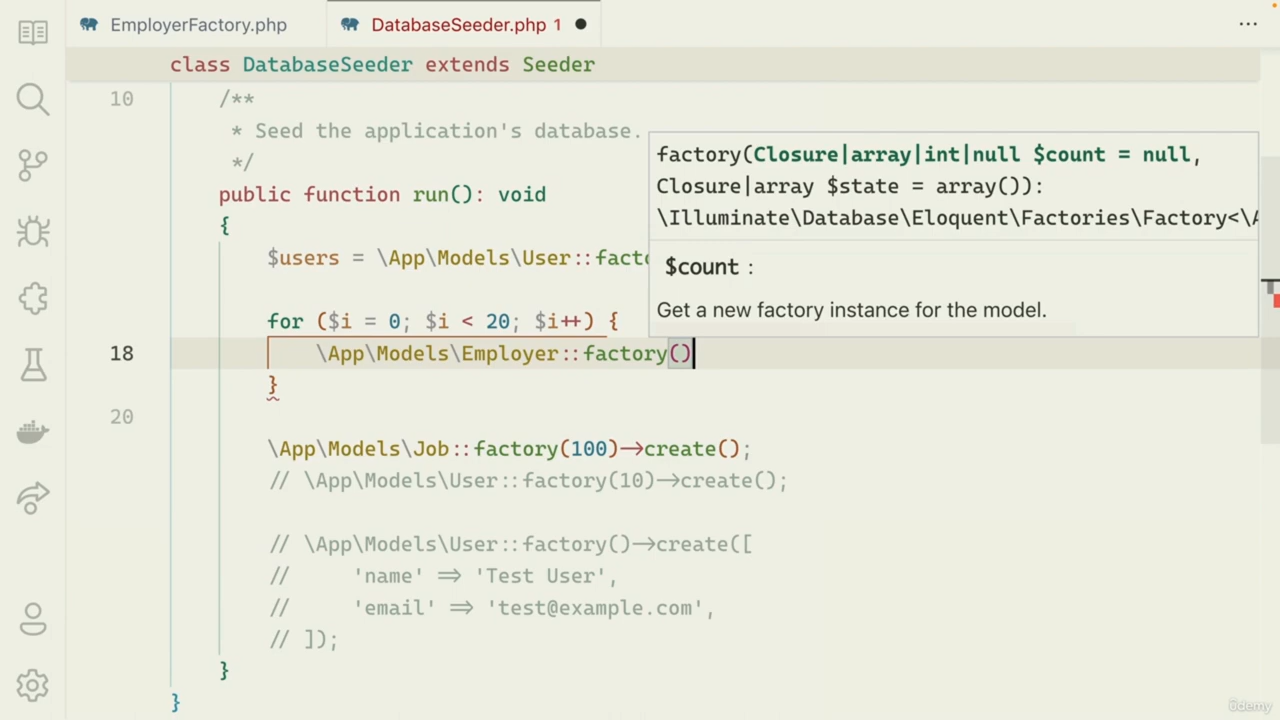 EmployerFactory.php
DatabaseSeeder.php 1
class DatabaseSeeder extends Seeder
10 /**
* Seed the application's database.
*/
public function run(): void
{
$users = \App\Models\User::facto
for ($i = 0; $i < 20; $i++) {
18 \App\Models\Employer::factory()
}
20
\App\Models\Job::factory(100)->create();
// \App\Models\User::factory(10)->create();
// \App\Models\User::factory()->create([
// 'name' => 'Test User',
// 'email' => 'test@example.com',
// ]);
}
}
factory(Closure|array|int|null $count = null,
Closure|array $state = array()):
\Illuminate\Database\Eloquent\Factories\Factory<\A
$count :
Get a new factory instance for the model.
ûdemy